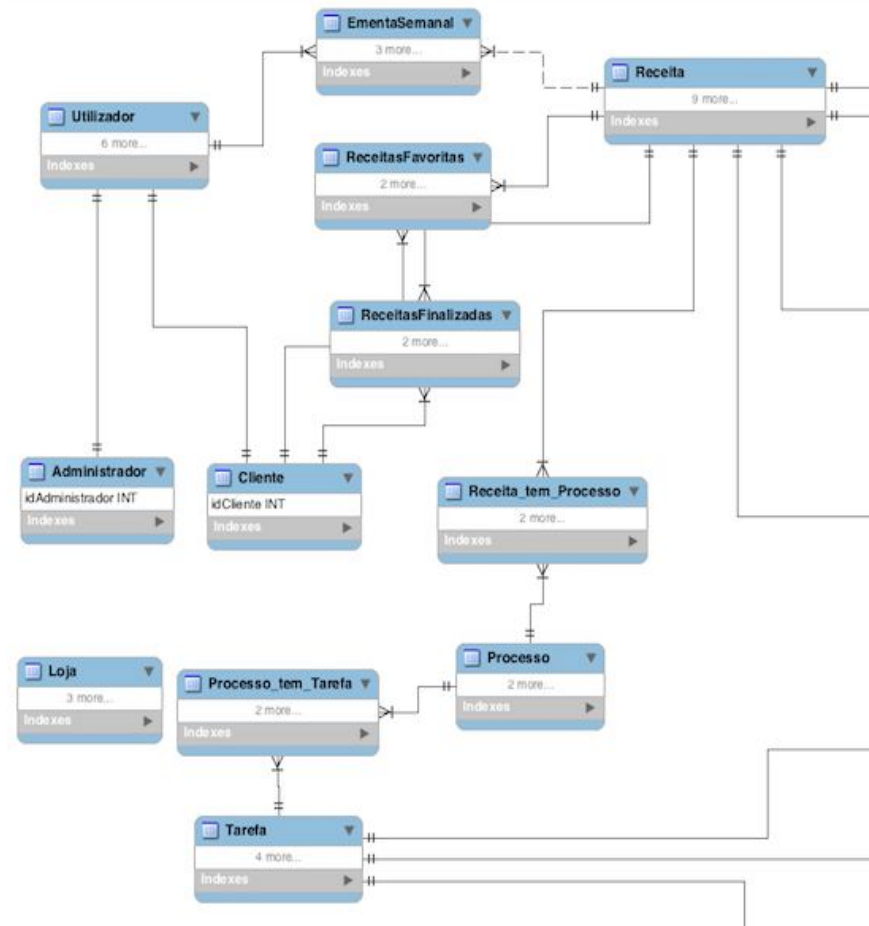 EmentaSemanal
3 more...
Indexes
Receita
9 more...
Indexes
Utilizador
6 more...
Indexes
ReceitasFavoritas
2 more...
Indexes
ReceitasFinalizadas
2 more...
Indexes
Administrador
idAdministrador INT
Indexes
Cliente
idCliente INT
Indexes
Receita_tem_Processo
2 more...
Indexes
Processo
2 more...
Indexes
Loja
3 more...
Indexes
Processo_tem_Tarefa
2 more...
Indexes
Tarefa
4 more...
Indexes